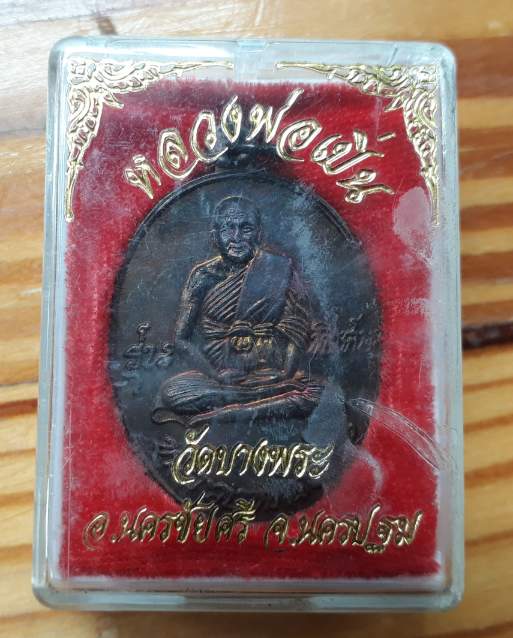 หลวงพ่อเปิ่น
วัดบางพระ
อ.นครชัยศรี จ.นครปฐม